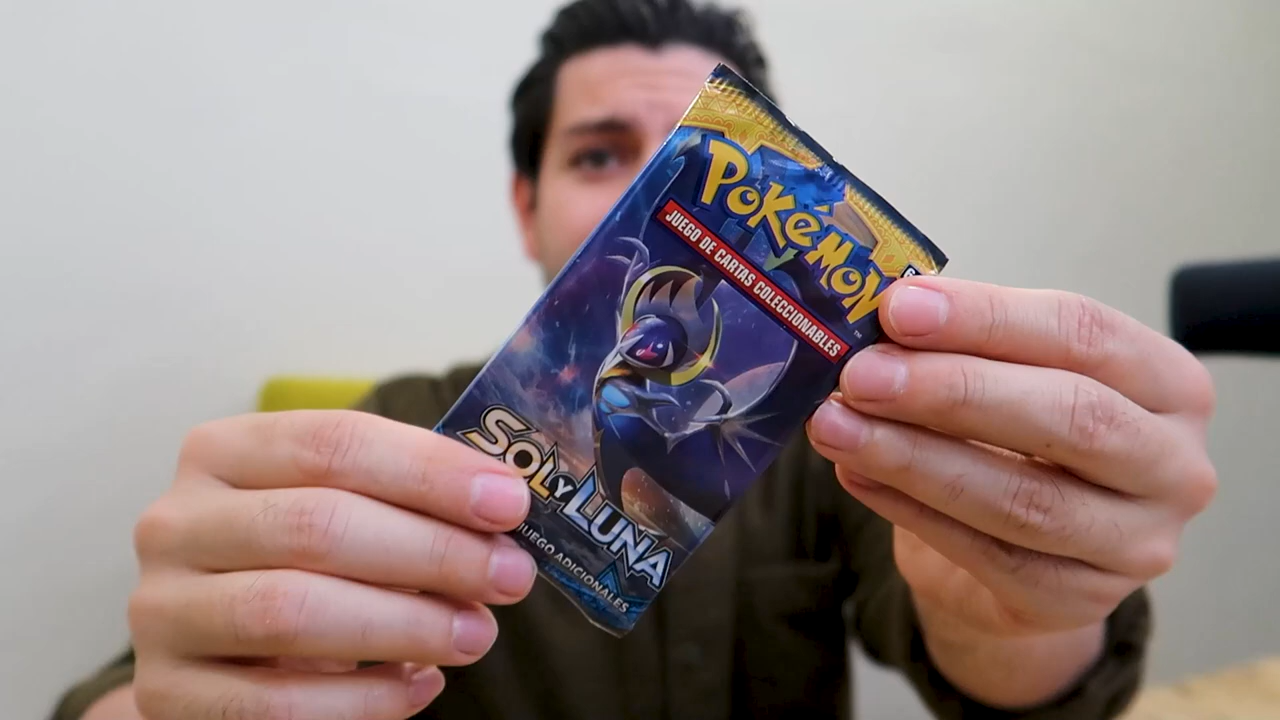 Pokémon
JUEGO DE CARTAS COLECCIONABLES
SOL Y LUNA
JUEGO ADICIONALES